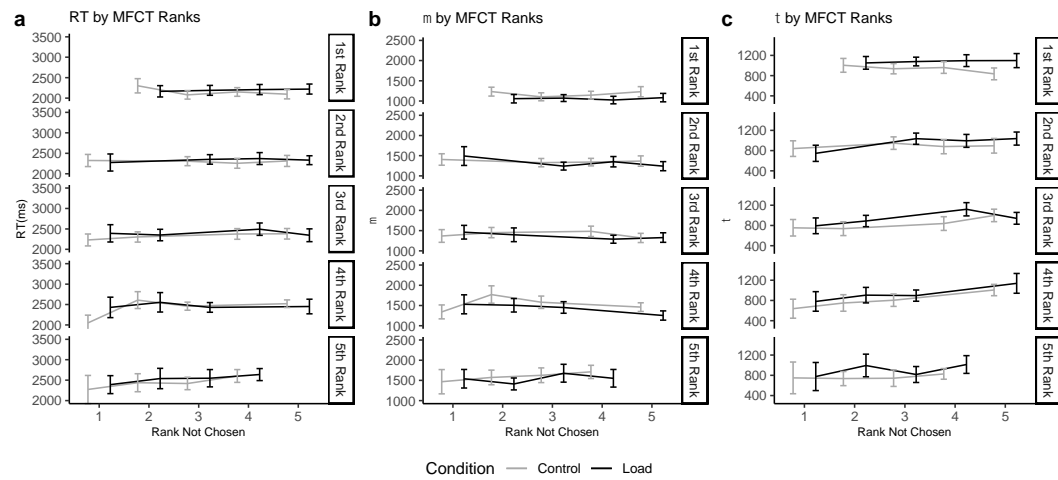 a
RT by MFCT Ranks
RT(ms)
3500
3000
2500
2000
1st Rank
3500
3000
2500
2000
2nd Rank
3500
3000
2500
2000
3rd Rank
3500
3000
2500
2000
4th Rank
3500
3000
2500
2000
5th Rank
1 2 3 4 5
Rank Not Chosen
b
m by MFCT Ranks
m
2500
2000
1500
1000
1st Rank
2500
2000
1500
1000
2nd Rank
2500
2000
1500
1000
3rd Rank
2500
2000
1500
1000
4th Rank
2500
2000
1500
1000
5th Rank
1 2 3 4 5
Rank Not Chosen
c
t by MFCT Ranks
t
1200
800
400
1st Rank
1200
800
400
2nd Rank
1200
800
400
3rd Rank
1200
800
400
4th Rank
1200
800
400
5th Rank
1 2 3 4 5
Rank Not Chosen
Condition Control Load